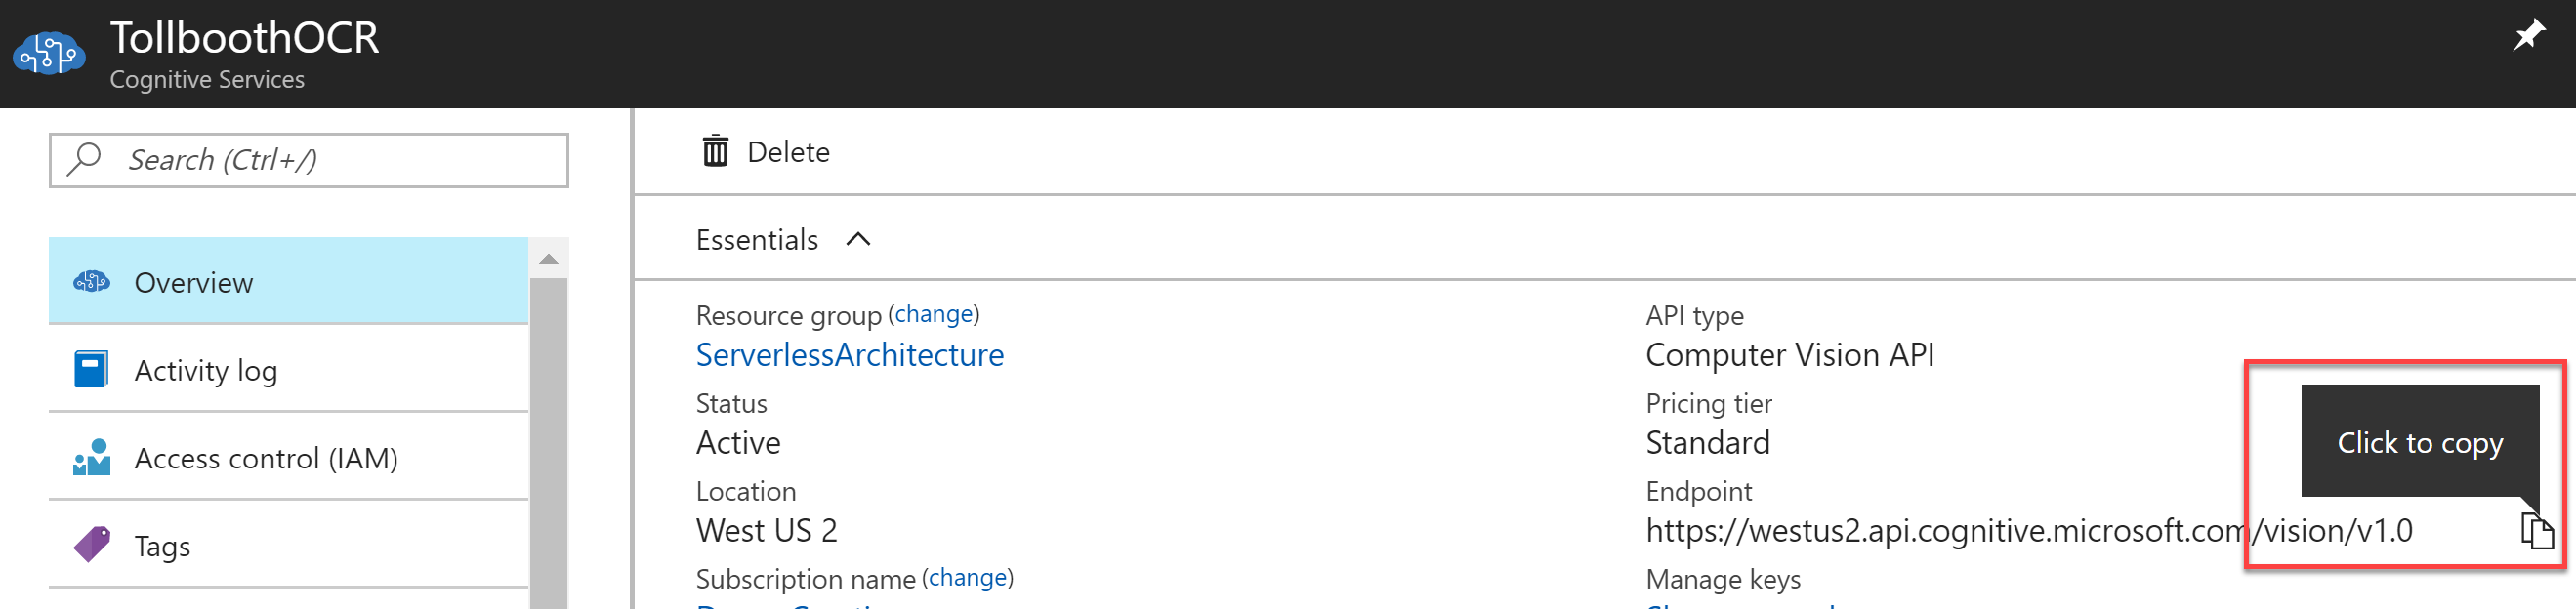 TollboothOCR
Cognitive Services
Search (Ctrl+/)
Overview
Activity log
Access control (IAM)
Tags
Delete
Essentials
Resource group (change)
ServerlessArchitecture
Status
Active
Location
West US 2
Subscription name (change)
API type
Computer Vision API
Pricing tier
Standard
Endpoint
https://westus2.api.cognitive.microsoft.com/vision/v1.0
Manage keys
Click to copy